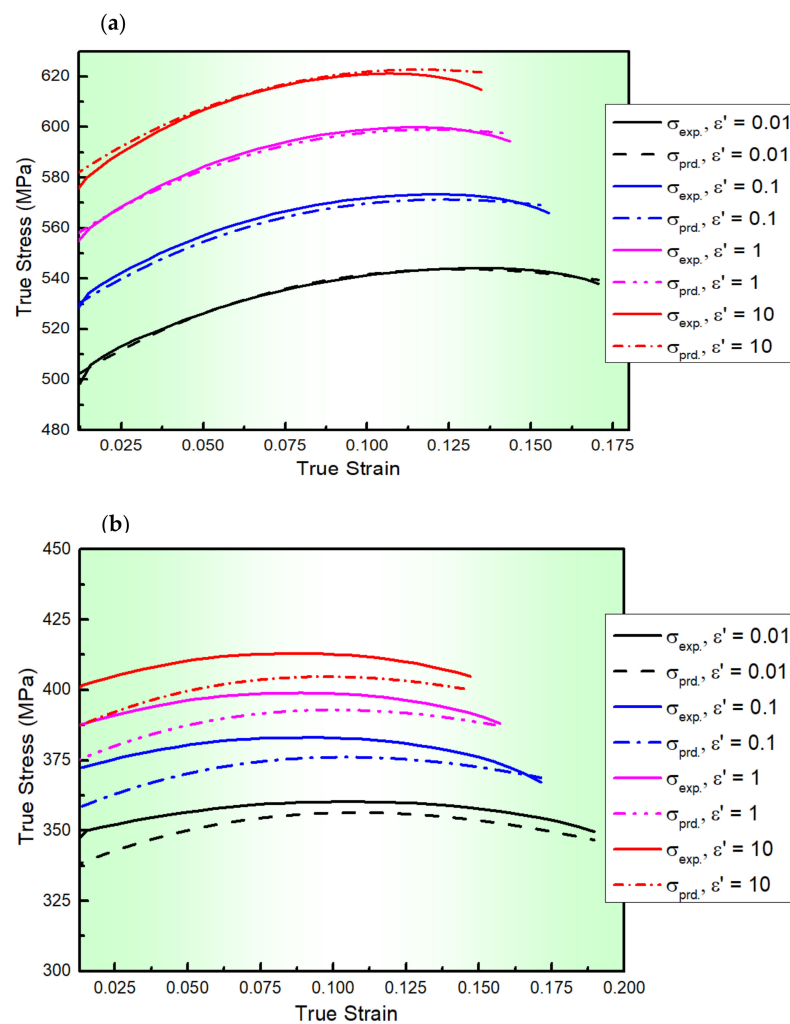 (a)
True Stress (MPa)
620
600
580
560
540
520
500
480
0.025 0.050 0.075 0.100 0.125 0.150 0.175
True Strain
σexp., ε' = 0.01
σprd., ε' = 0.01
σexp., ε' = 0.1
σprd., ε' = 0.1
σexp., ε' = 1
σprd., ε' = 1
σexp., ε' = 10
σprd., ε' = 10
(b)
True Stress (MPa)
450
425
400
375
350
325
300
0.025 0.050 0.075 0.100 0.125 0.150 0.175 0.200
True Strain
σexp., ε' = 0.01
σprd., ε' = 0.01
σexp., ε' = 0.1
σprd., ε' = 0.1
σexp., ε' = 1
σprd., ε' = 1
σexp., ε' = 10
σprd., ε' = 10